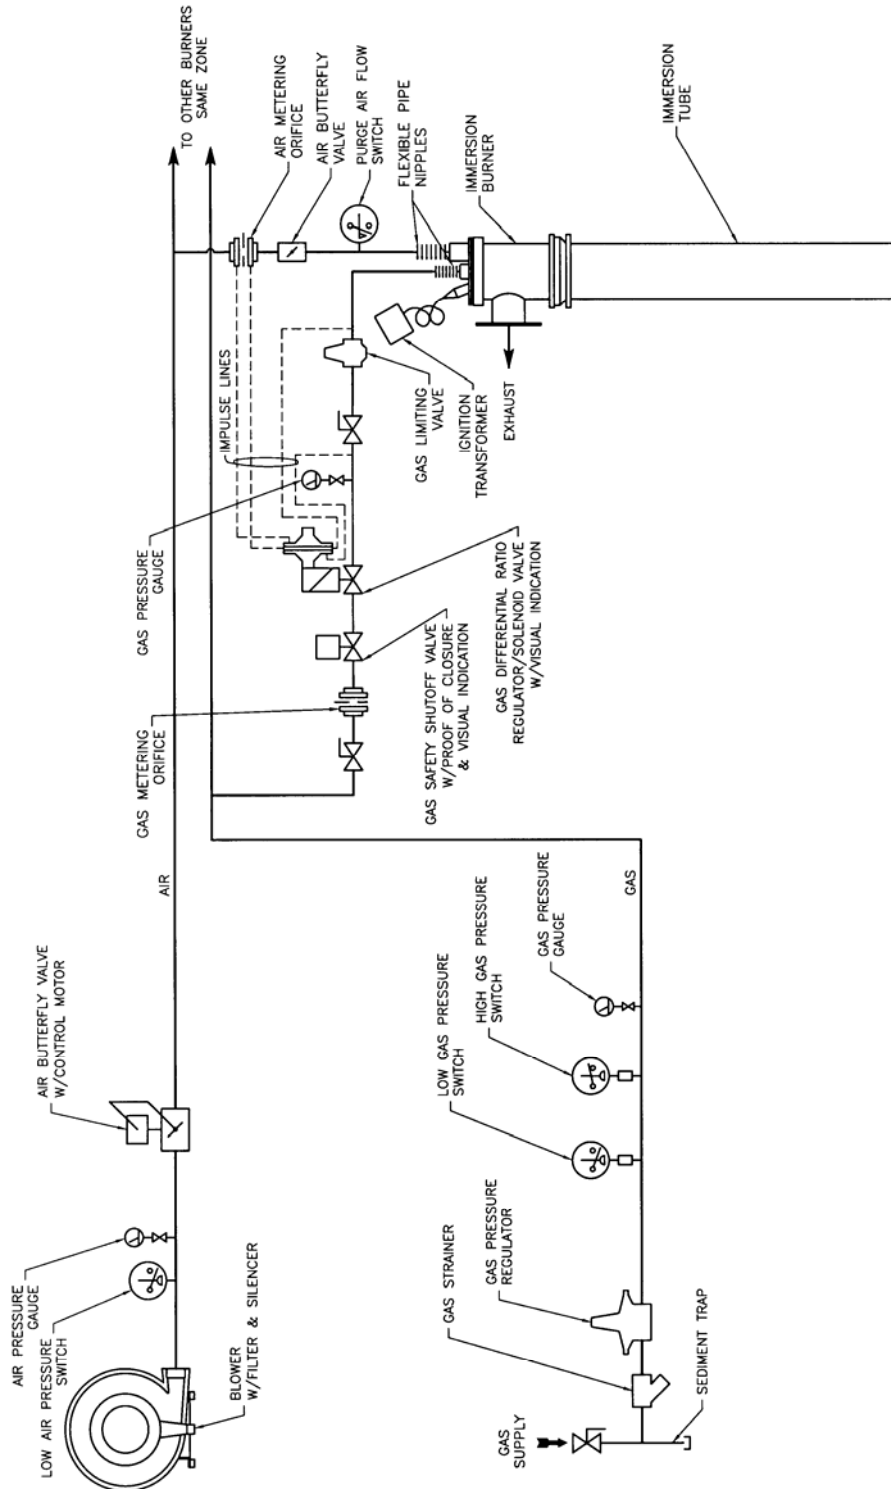 TO OTHER BURNERS
SAME ZONE
AIR METERING
ORIFICE
AIR BUTTERFLY
VALVE
PURGE AIR FLOW
SWITCH
FLEXIBLE PIPE
NIPPLES
IMMERSION
BURNER
IMMERSION
TUBE
IMPULSE LINES
GAS LIMITING
VALVE
IGNITION
TRANSFORMER
EXHAUST
GAS PRESSURE
GAUGE
GAS METERING
ORIFICE
GAS SAFETY SHUTOFF VALVE
W/PROOF OF CLOSURE
& VISUAL INDICATION
GAS DIFFERENTIAL RATIO
REGULATOR/SOLENOID VALVE
W/VISUAL INDICATION
AIR
GAS
AIR BUTTERFLY VALVE
W/CONTROL MOTOR
LOW GAS PRESSURE
SWITCH
HIGH GAS PRESSURE
SWITCH
GAS PRESSURE
GAUGE
AIR PRESSURE
GAUGE
LOW AIR PRESSURE
SWITCH
BLOWER
W/FILTER & SILENCER
GAS STRAINER
GAS PRESSURE
REGULATOR
GAS
SUPPLY
SEDIMENT TRAP